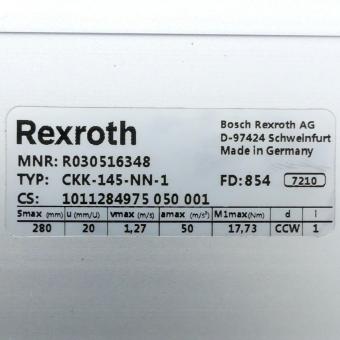 Rexroth
Bosch Rexroth AG
D-97424 Schweinfurt
Made in Germany
MNR: R030516348
TYP: CKK-145-NN-1 FD: 854 7210
CS: 1011284975 050 001
Smax (mm) u (mm/U) vmax (m/s) amax (m/s²) M1max(Nm) d i
280 20 1,27 50 17,73 CCW 1